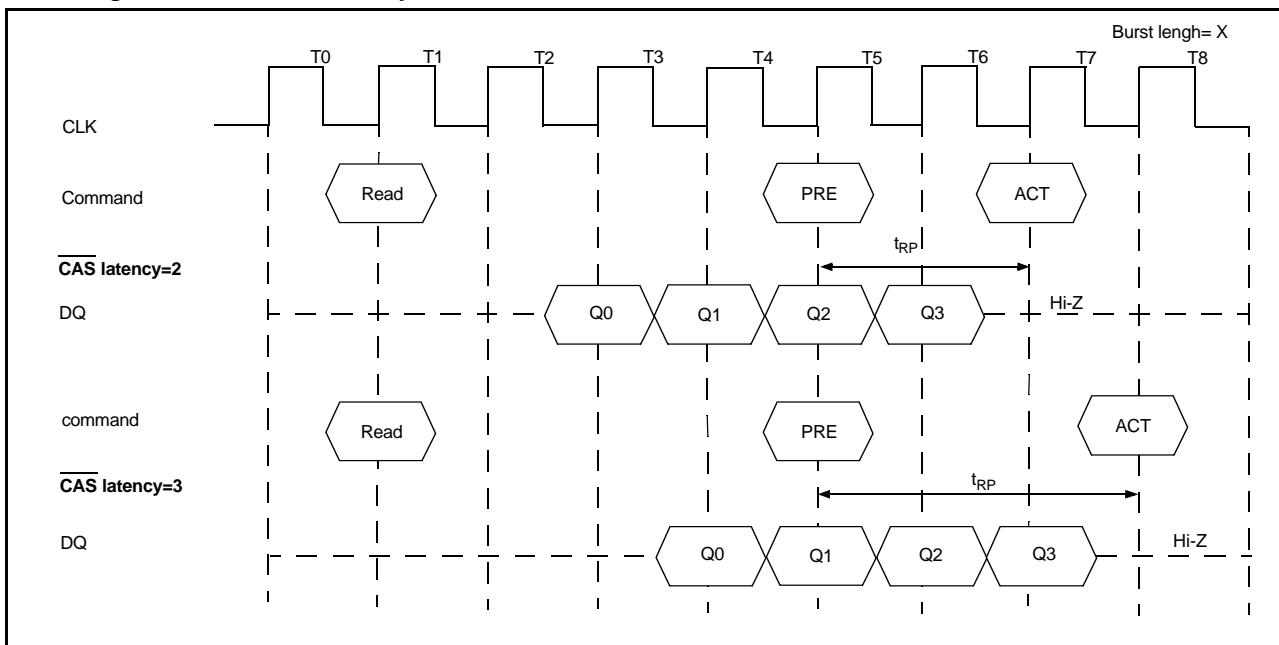 Burst lengh= X
T0 T1 T2 T3 T4 T5 T6 T7 T8
CLK
Command Read PRE ACT
tRP
CAS latency=2
DQ Q0 Q1 Q2 Q3 Hi-Z
command Read PRE ACT
CAS latency=3
tRP
DQ Q0 Q1 Q2 Q3 Hi-Z